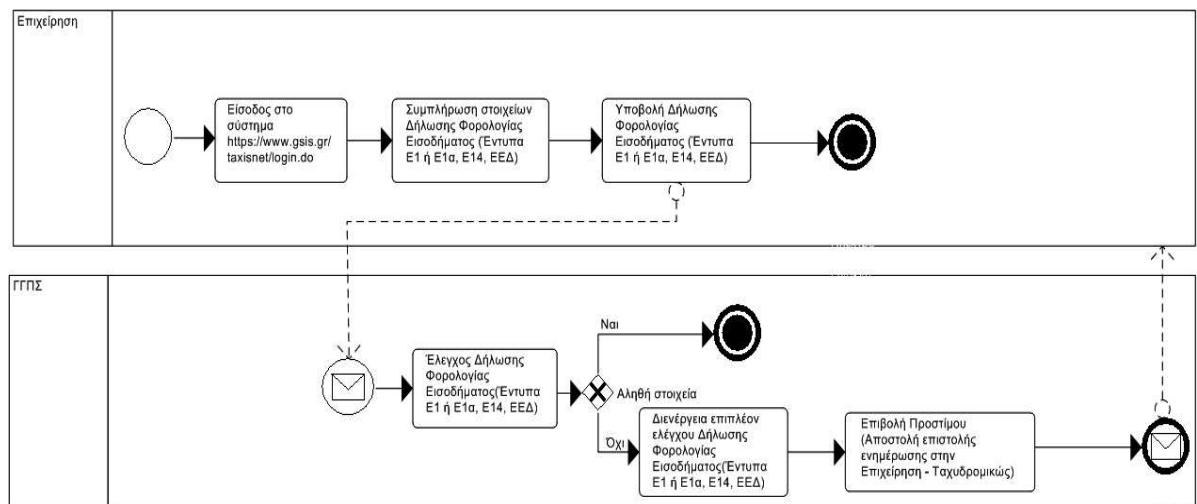 Επιχείρηση
Είσοδος στο
σύστημα
https://www.gsis.gr/
taxisnet/login.do
Συμπλήρωση στοιχείων
Δήλωσης Φορολογίας
Εισοδήματος (Έντυπα
Ε1 ή Ε1α, Ε14, ΕΕΔ)
Υποβολή Δήλωσης
Φορολογίας
Εισοδήματος (Έντυπα
Ε1 ή Ε1α, Ε14, ΕΕΔ)
ΓΓΠΣ
Έλεγχος Δήλωσης
Φορολογίας
Εισοδήματος(Έντυπα
Ε1 ή Ε1α, Ε14, ΕΕΔ)
Ναι
Αληθή στοιχεία
Όχι
Διενέργεια επιπλέον
ελέγχου Δήλωσης
Φορολογίας
Εισοδήματος(Έντυπα
Ε1 ή Ε1α, Ε14, ΕΕΔ)
Επιβολή Προστίμου
(Αποστολή επιστολής
ενημέρωσης στην
Επιχείρηση - Ταχυδρομικώς)